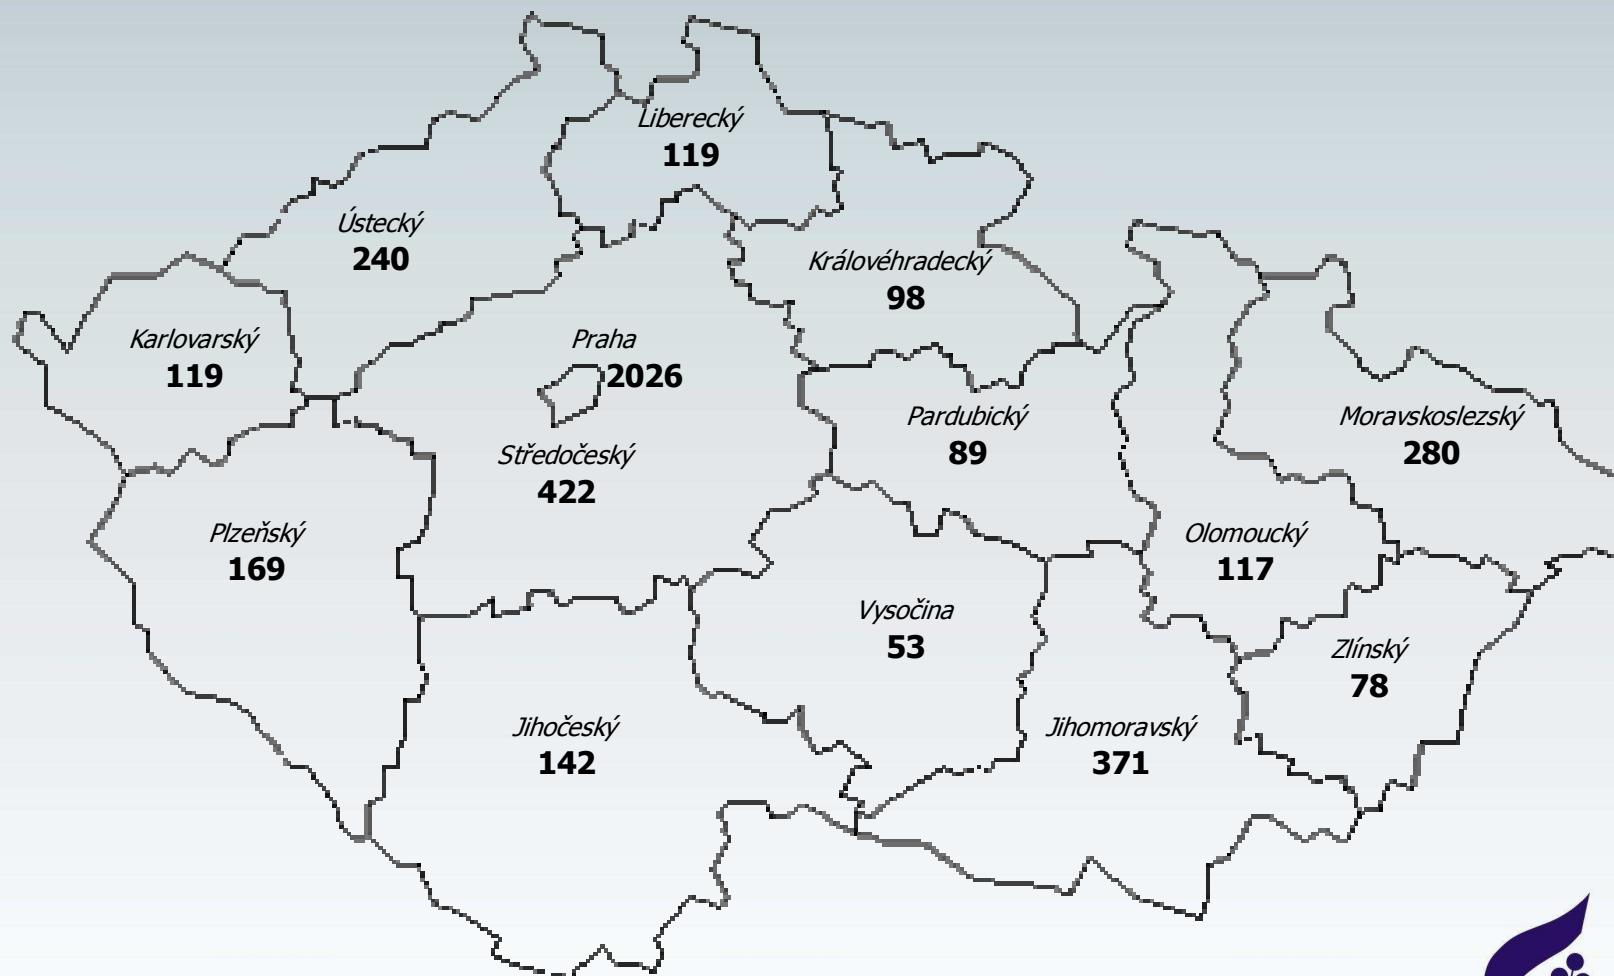 Liberecký
119
Ústecký
240
Královéhradecký
98
Karlovarský
119
Praha
2026
Pardubický
89
Moravskoslezský
280
Středočeský
422
Plzeňský
169
Olomoucký
117
Vysočina
53
Zlínský
78
Jihočeský
142
Jihomoravský
371